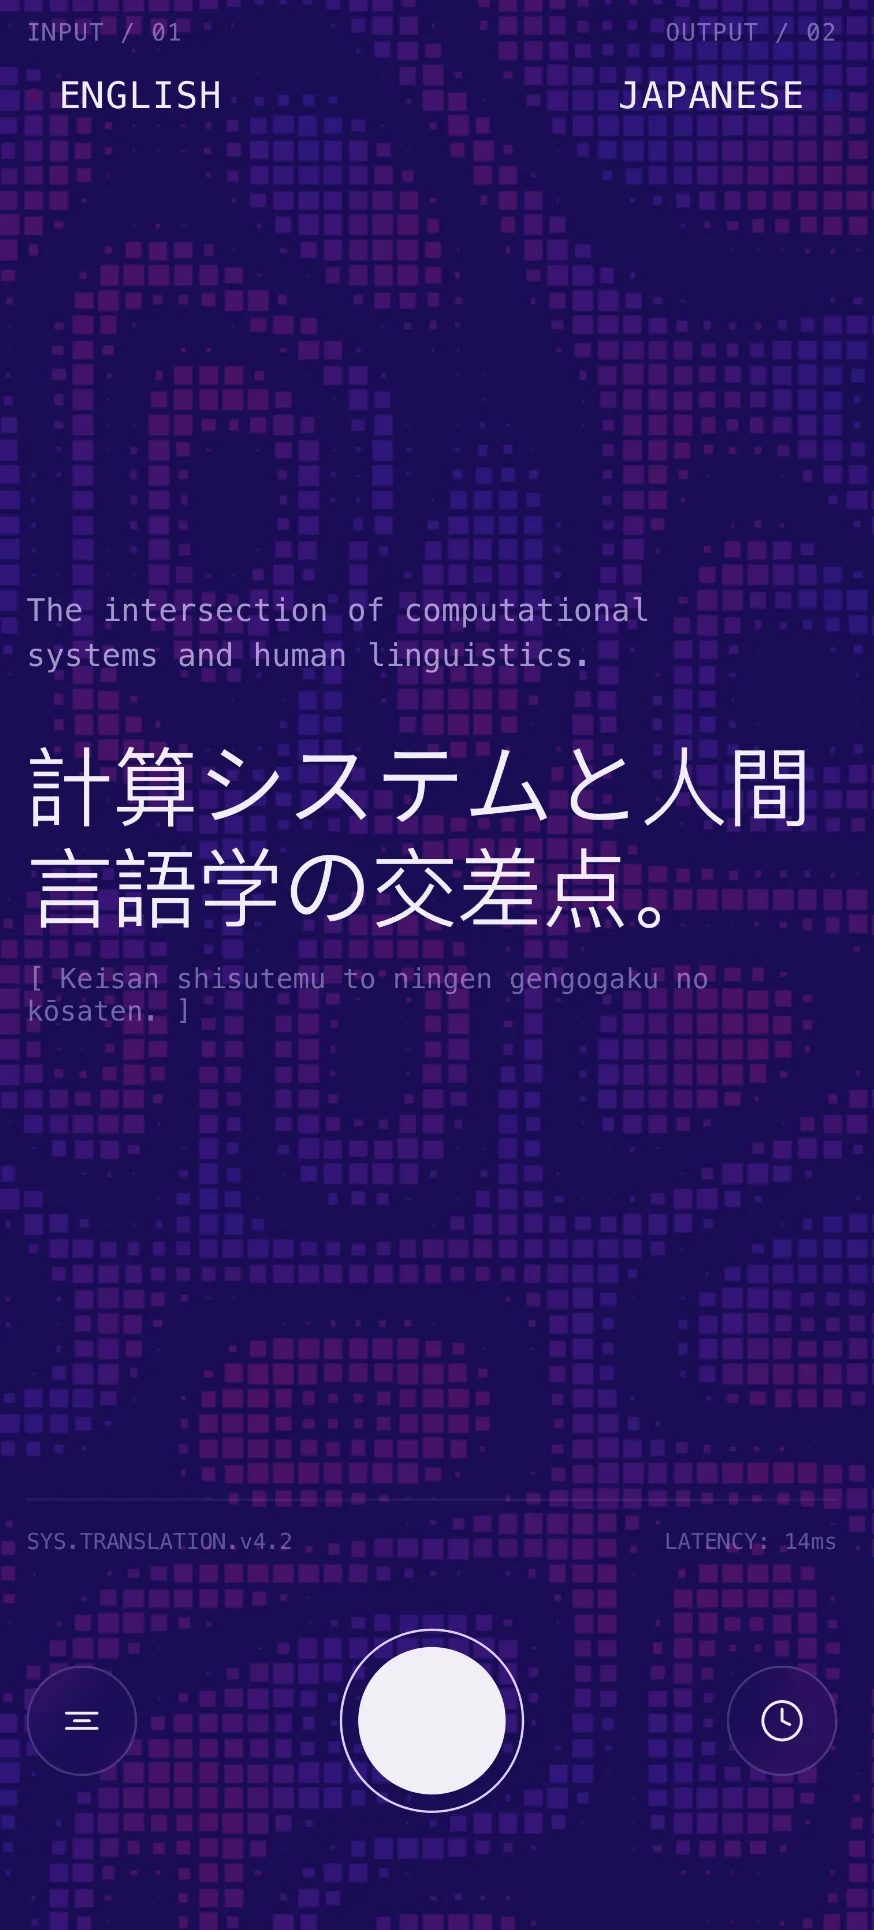 INPUT / 01
OUTPUT / 02
ENGLISH
JAPANESE
The intersection of computational
systems and human linguistics.
計算システムと人間
言語学の交差点。
[ Keisan shisutemu to ningen gengogaku no
kōsaten. ]
SYS.TRANSLATION.v4.2
LATENCY: 14ms